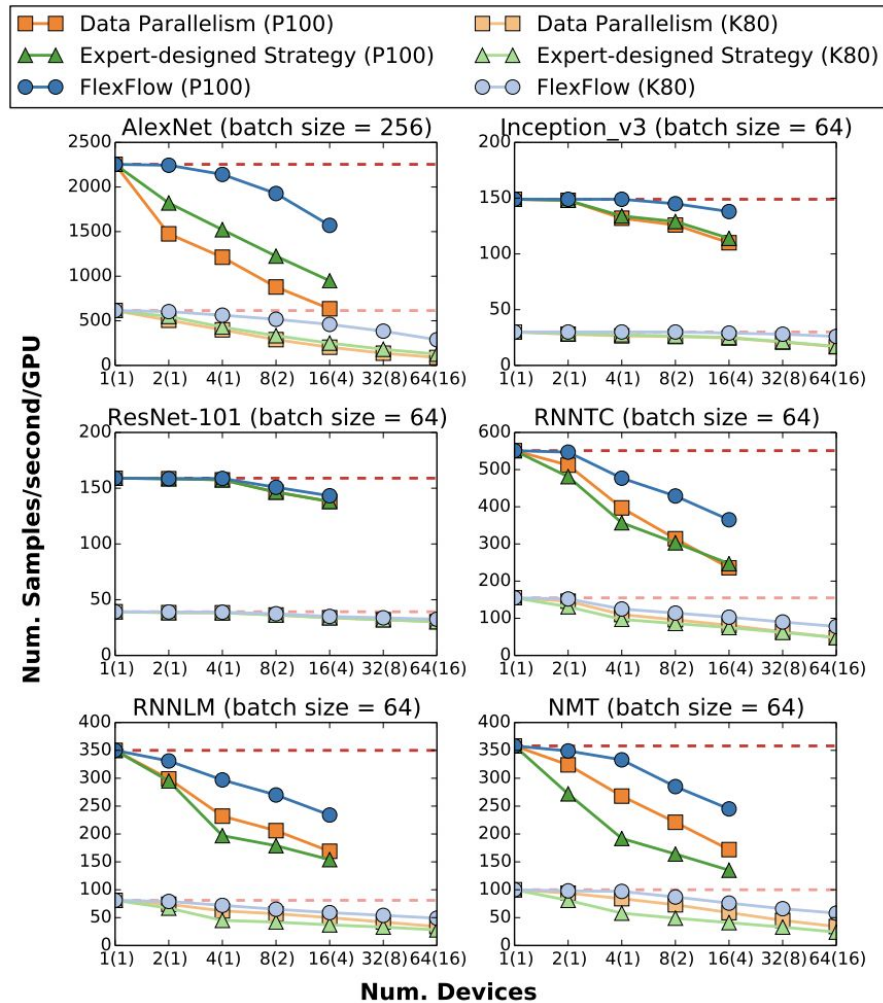 Data Parallelism (P100) Data Parallelism (K80)
Expert-designed Strategy (P100) Expert-designed Strategy (K80)
FlexFlow (P100) FlexFlow (K80)
AlexNet (batch size = 256)
2500
2000
1500
1000
500
0
1(1) 2(1) 4(1) 8(2) 16(4) 32(8) 64(16)
Inception_v3 (batch size = 64)
200
150
100
50
0
1(1) 2(1) 4(1) 8(2) 16(4) 32(8) 64(16)
ResNet-101 (batch size = 64)
200
150
100
50
0
1(1) 2(1) 4(1) 8(2) 16(4) 32(8) 64(16)
RNNTC (batch size = 64)
600
500
400
300
200
100
0
1(1) 2(1) 4(1) 8(2) 16(4) 32(8) 64(16)
RNNLM (batch size = 64)
400
350
300
250
200
150
100
50
0
1(1) 2(1) 4(1) 8(2) 16(4) 32(8) 64(16)
NMT (batch size = 64)
400
350
300
250
200
150
100
50
0
1(1) 2(1) 4(1) 8(2) 16(4) 32(8) 64(16)
Num. Samples/second/GPU
Num. Devices